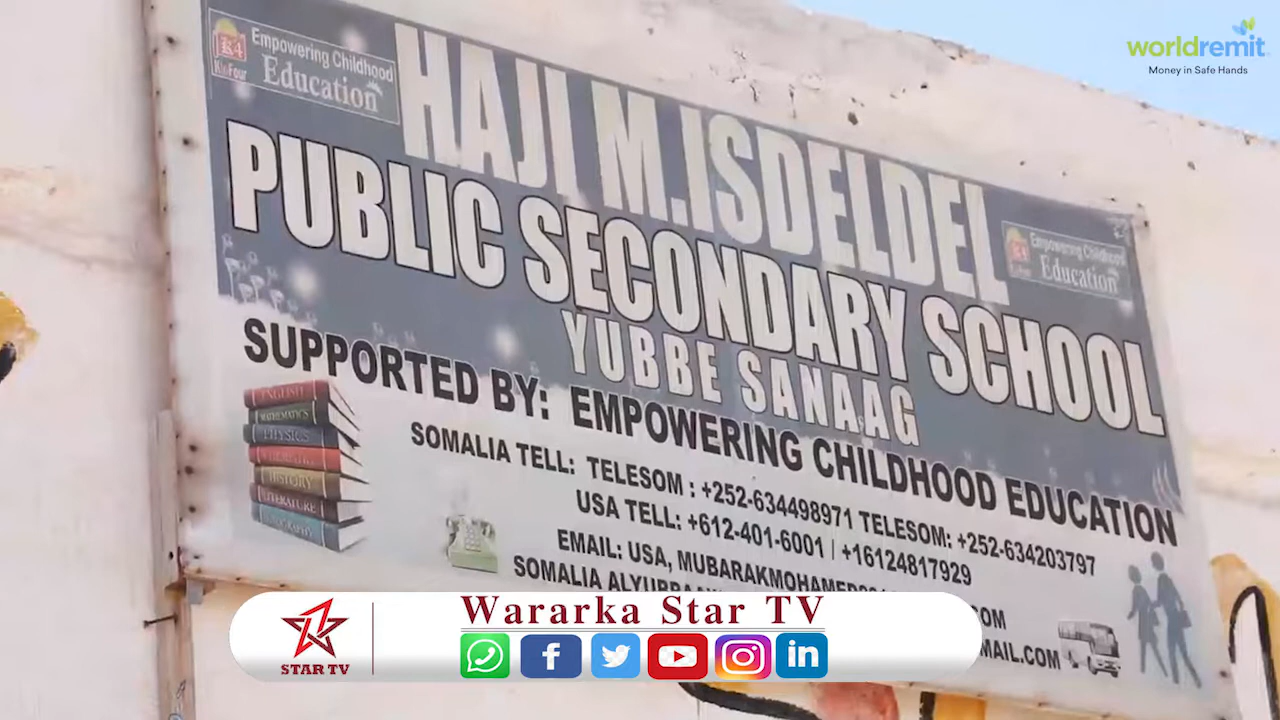 worldremit
Money in Safe Hands
K4
KinFour
Empowering Childhood
Education
HAJI M.ISDELDEL
PUBLIC SECONDARY SCHOOL
YUBBE SANAAG
Empowering Childhood
Education
SUPPORTED BY: EMPOWERING CHILDHOOD EDUCATION
SOMALIA TELL: TELESOM : +252-634498971 TELESOM: +252-634203797
USA TELL: +612-401-6001 / +16124817929
EMAIL: USA,
SOMALIA
ENGLISH
MATHEMATICS
PHYSICS
HISTORY
LITERATURE
Wararka Star TV
STAR TV